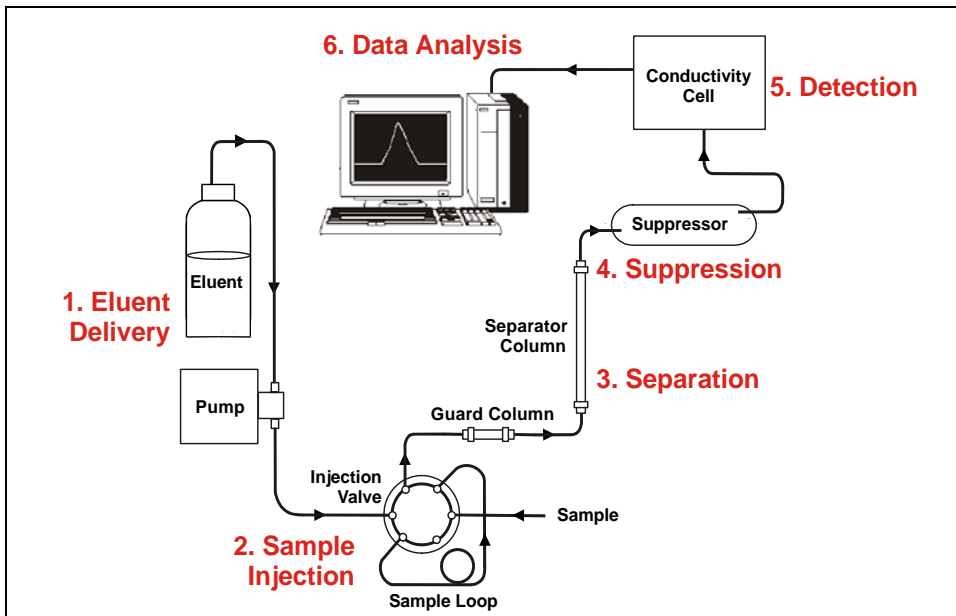 6. Data Analysis
Conductivity
Cell
5. Detection
Suppressor
4. Suppression
Eluent
1. Eluent
Delivery
Separator
Column
3. Separation
Pump
Guard Column
Injection
Valve
Sample
2. Sample
Injection
Sample Loop